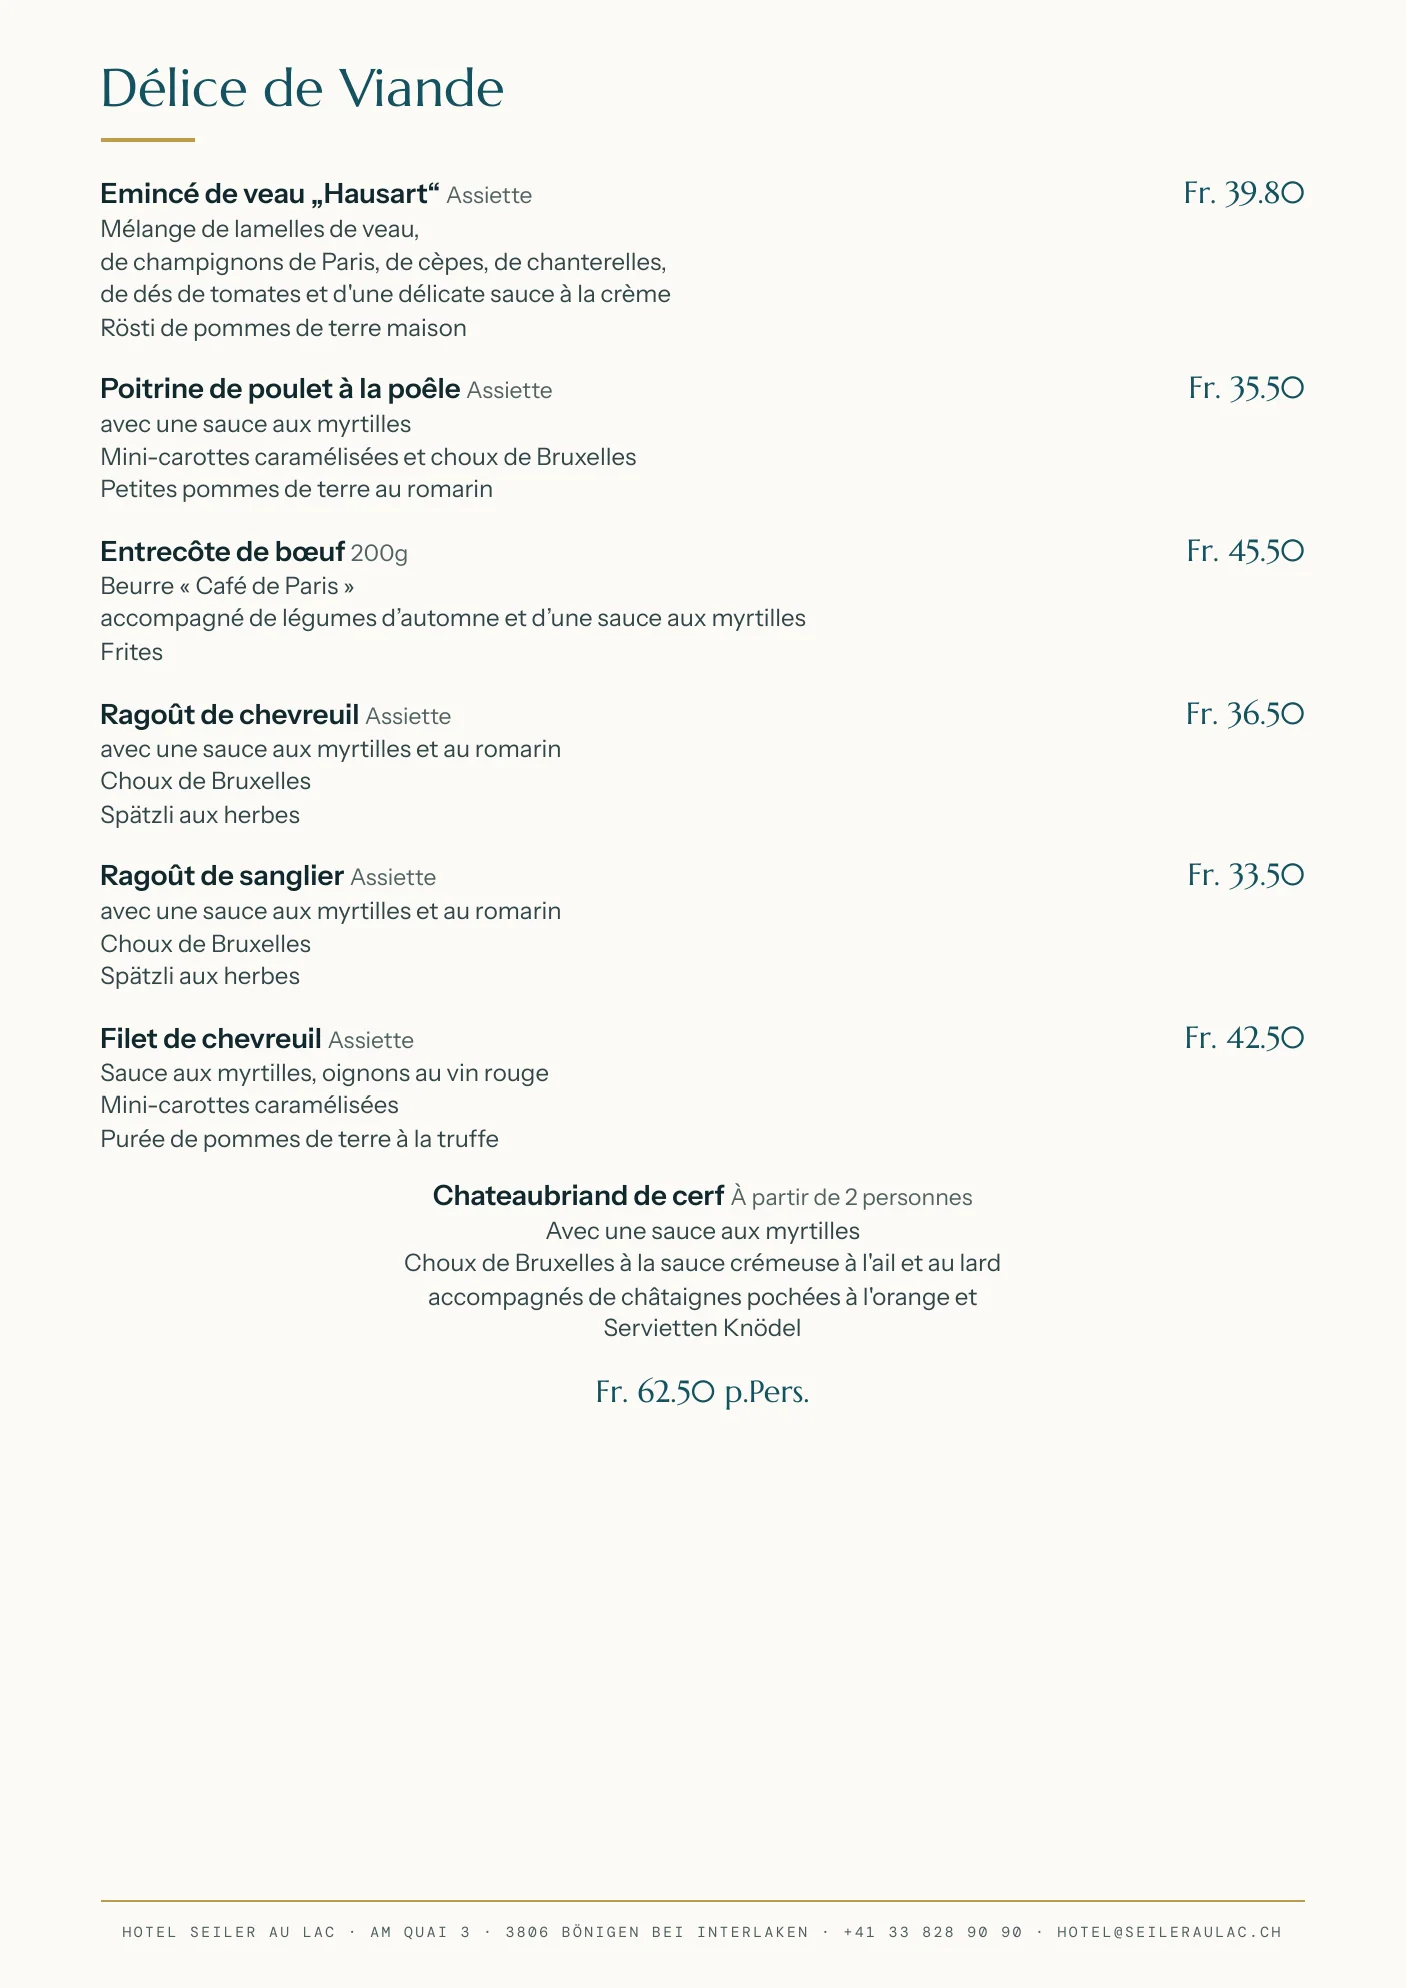 Délice de Viande
Emincé de veau „Hausart“ Assiette Fr. 39.80
Mélange de lamelles de veau,
de champignons de Paris, de cèpes, de chanterelles,
de dés de tomates et d'une délicate sauce à la crème
Rösti de pommes de terre maison
Poitrine de poulet à la poêle Assiette Fr. 35.50
avec une sauce aux myrtilles
Mini-carottes caramélisées et choux de Bruxelles
Petites pommes de terre au romarin
Entrecôte de bœuf 200g Fr. 45.50
Beurre « Café de Paris »
accompagné de légumes d’automne et d’une sauce aux myrtilles
Frites
Ragoût de chevreuil Assiette Fr. 36.50
avec une sauce aux myrtilles et au romarin
Choux de Bruxelles
Spätzli aux herbes
Ragoût de sanglier Assiette Fr. 33.50
avec une sauce aux myrtilles et au romarin
Choux de Bruxelles
Spätzli aux herbes
Filet de chevreuil Assiette Fr. 42.50
Sauce aux myrtilles, oignons au vin rouge
Mini-carottes caramélisées
Purée de pommes de terre à la truffe
Chateaubriand de cerf À partir de 2 personnes
Avec une sauce aux myrtilles
Choux de Bruxelles à la sauce crémeuse à l'ail et au lard
accompagnés de châtaignes pochées à l'orange et
Servietten Knödel
Fr. 62.50 p.Pers.
HOTEL SEILER AU LAC · AM QUAI 3 · 3806 BÖNIGEN BEI INTERLAKEN · +41 33 828 90 90 · HOTEL@SEILERAULAC.CH